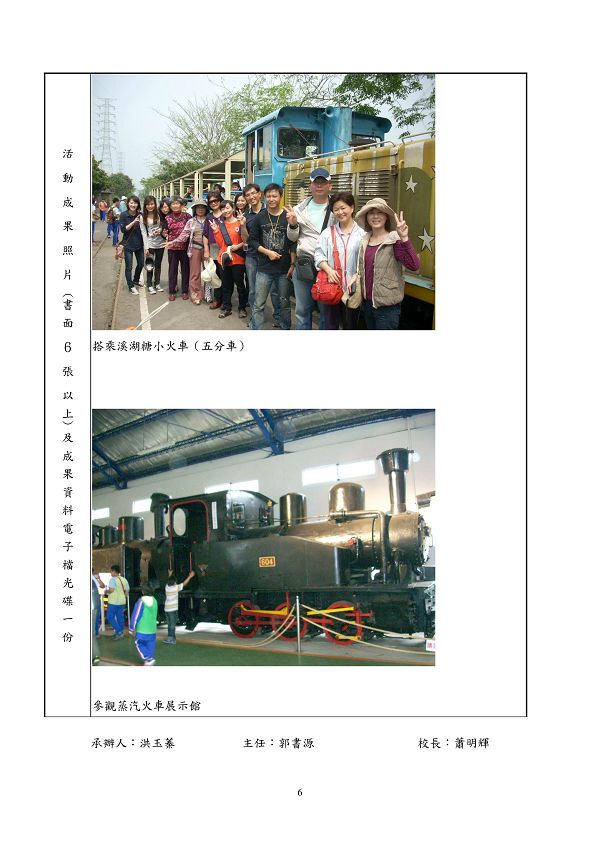 活動成果照片（書面6張以上）及成果資料電子檔光碟一份
搭乘溪湖糖小火車（五分車）
604
參觀蒸汽火車展示館
承辦人：洪玉蓁
主任：郭書源
校長：蕭明輝
6